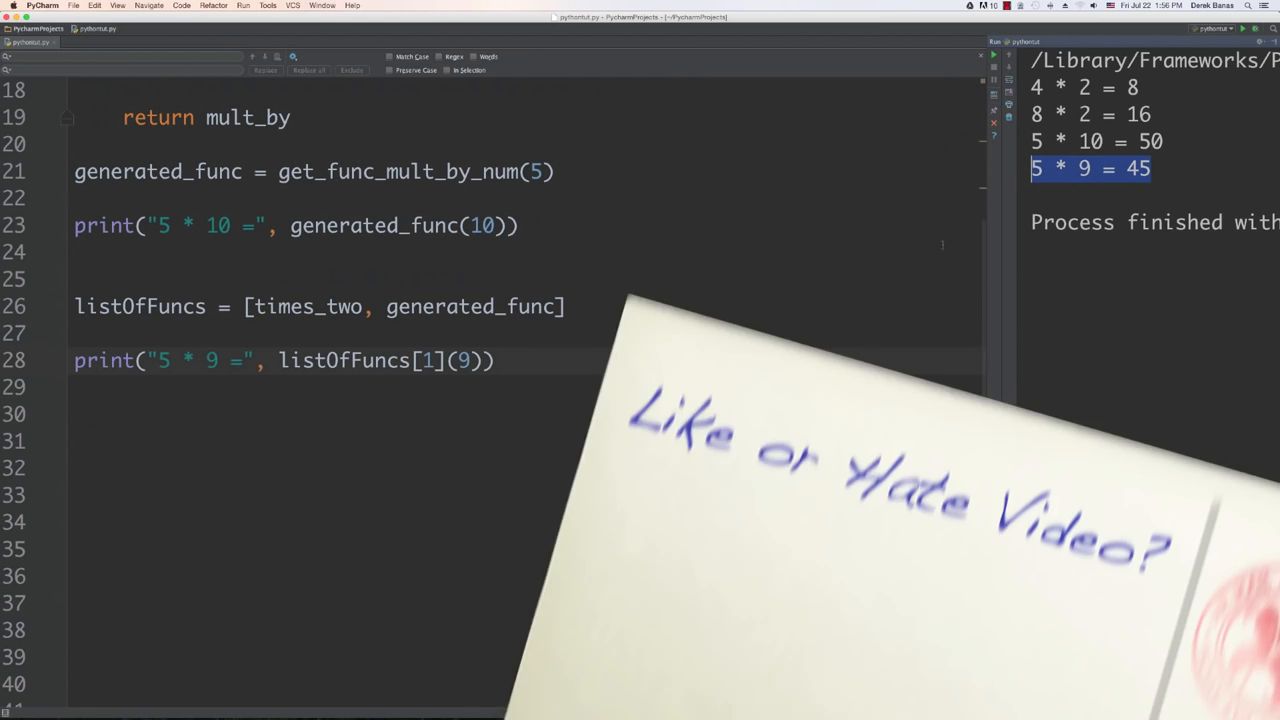 PyCharm File Edit View Navigate Code Refactor Run Tools VCS Window Help 10 Fri Jul 22 1:56 PM Derek Banas
pythontut.py - PycharmProjects - [~/PycharmProjects]
PycharmProjects pythontut.py pythontut
pythontut.py Run pythontut
Match Case Regex Words
Replace Replace all Exclude Preserve Case In Selection
18
19 return mult_by
20
21 generated_func = get_func_mult_by_num(5)
22
23 print("5 * 10 =", generated_func(10))
24
25
26 listOfFuncs = [times_two, generated_func]
27
28 print("5 * 9 =", listOfFuncs[1](9))
29
30
31
32
33
34
35
36
37
38
39
40
/Library/Frameworks/P
4 * 2 = 8
8 * 2 = 16
5 * 10 = 50
5 * 9 = 45
Process finished with
Like or Hate Video?